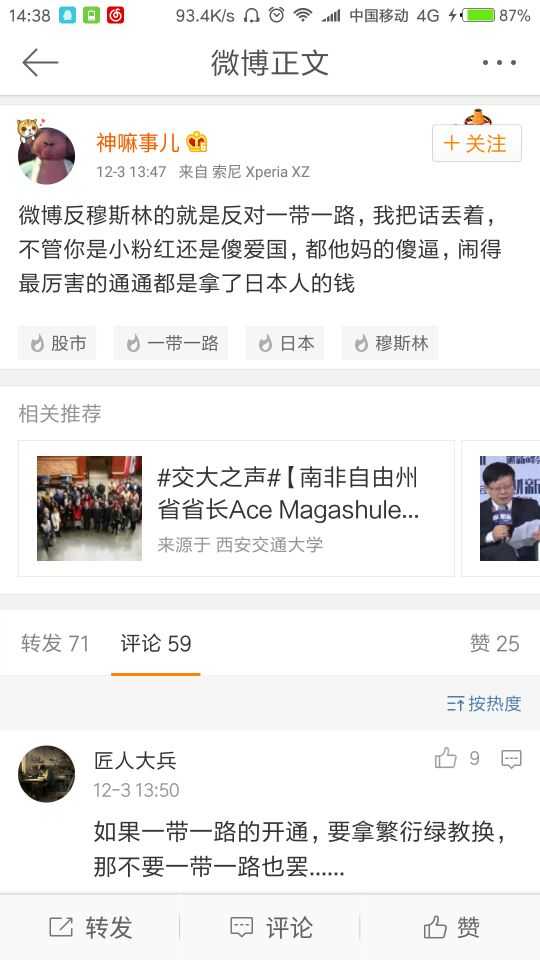 14:38 93.4K/s 中国移动 4G 87%
微博正文
神嘛事儿
+关注
12-3 13:47 来自 索尼 Xperia XZ
微博反穆斯林的就是反对一带一路，我把话丢着，
不管你是小粉红还是傻爱国，都他妈的傻逼，闹得
最厉害的通通都是拿了日本人的钱
股市 一带一路 日本 穆斯林
相关推荐
#交大之声#【南非自由州
省省长Ace Magashule...
来源于 西安交通大学
转发 71 评论 59 赞 25
按热度
匠人大兵
9
12-3 13:50
如果一带一路的开通，要拿繁衍绿教换，
那不要一带一路也罢......
转发 评论 赞